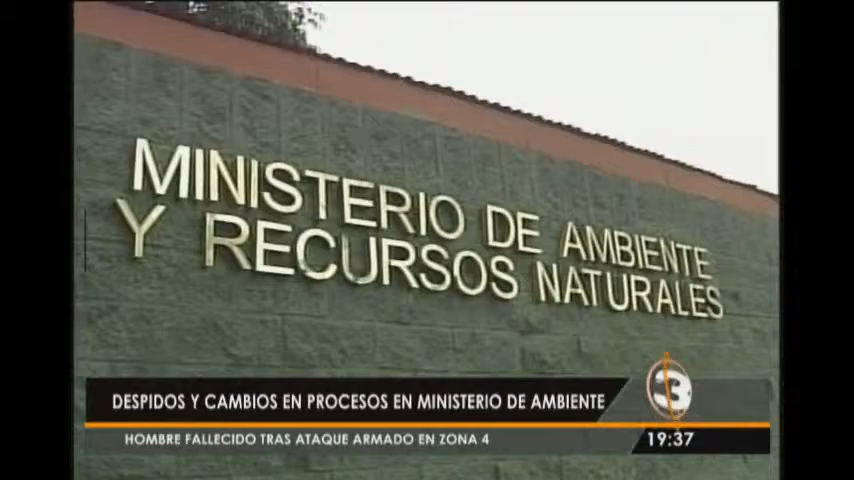 MINISTERIO DE AMBIENTE
Y RECURSOS NATURALES
DESPIDOS Y CAMBIOS EN PROCESOS EN MINISTERIO DE AMBIENTE
3
HOMBRE FALLECIDO TRAS ATAQUE ARMADO EN ZONA 4
19:37